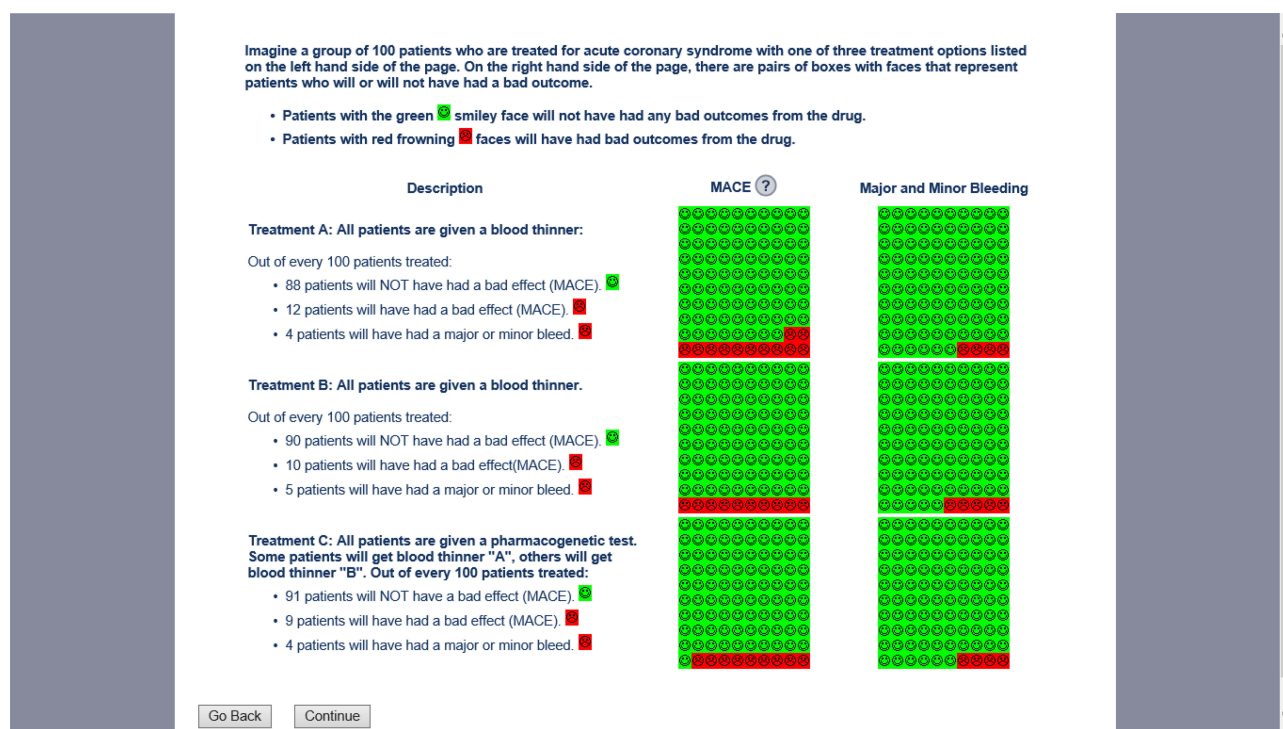 Imagine a group of 100 patients who are treated for acute coronary syndrome with one of three treatment options listed
on the left hand side of the page. On the right hand side of the page, there are pairs of boxes with faces that represent
patients who will or will not have had a bad outcome.
• Patients with the green smiley face will not have had any bad outcomes from the drug.
• Patients with red frowning faces will have had bad outcomes from the drug.
Description MACE ? Major and Minor Bleeding
Treatment A: All patients are given a blood thinner:
Out of every 100 patients treated:
• 88 patients will NOT have had a bad effect (MACE).
• 12 patients will have had a bad effect (MACE).
• 4 patients will have had a major or minor bleed.
Treatment B: All patients are given a blood thinner.
Out of every 100 patients treated:
• 90 patients will NOT have had a bad effect (MACE).
• 10 patients will have had a bad effect(MACE).
• 5 patients will have had a major or minor bleed.
Treatment C: All patients are given a pharmacogenetic test.
Some patients will get blood thinner "A", others will get
blood thinner "B". Out of every 100 patients treated:
• 91 patients will NOT have a bad effect (MACE).
• 9 patients will have had a bad effect (MACE).
• 4 patients will have had a major or minor bleed.
Go Back Continue